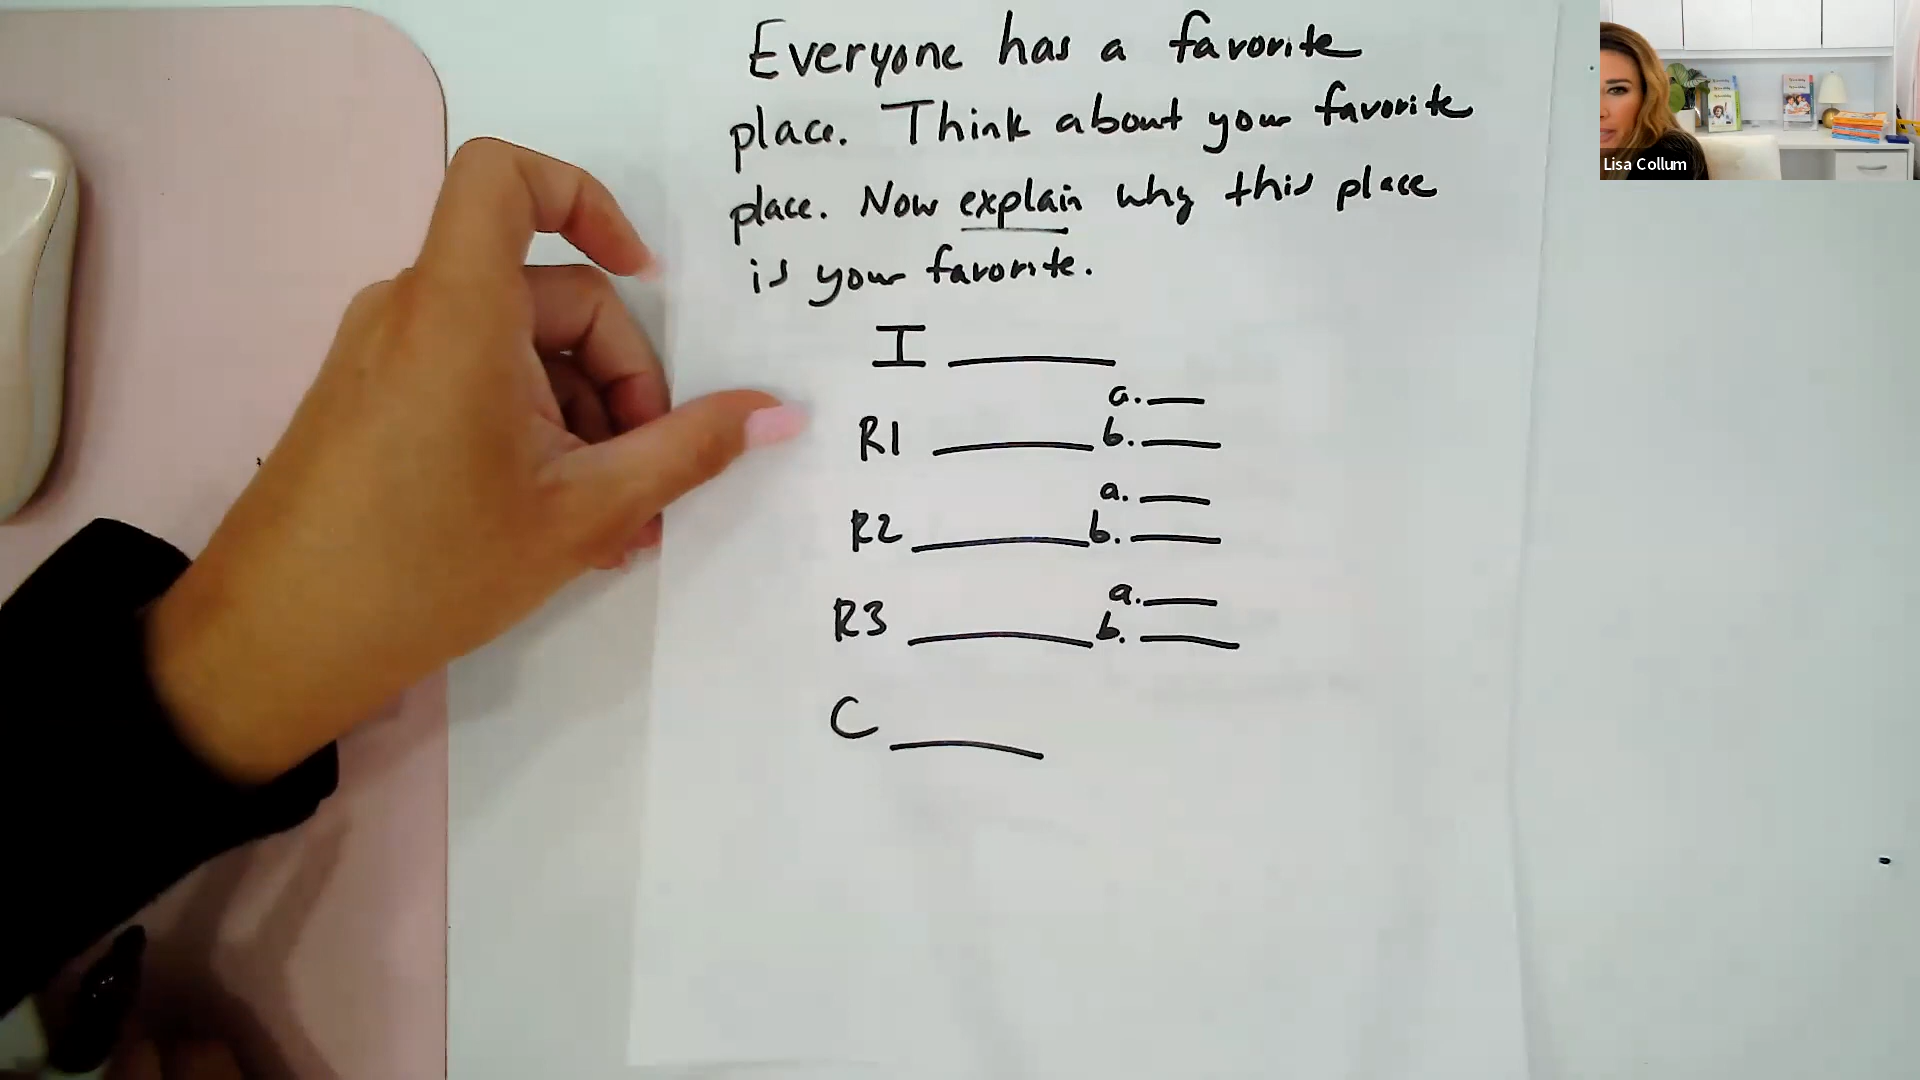 Everyone has a favorite
place. Think about your favorite
place. Now explain why this place
is your favorite.
I
a.
R1 b.
a.
R2 b.
a.
R3 b.
C
Lisa Collum